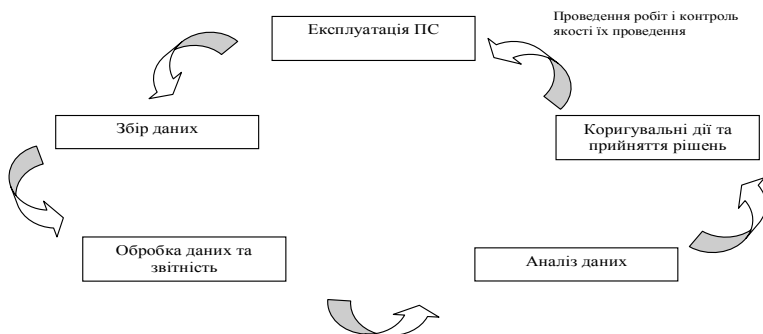 Експлуатація ПС
Проведення робіт і контроль
якості їх проведення
Збір даних
Коригувальні дії та
прийняття рішень
Обробка даних та
звітність
Аналіз даних